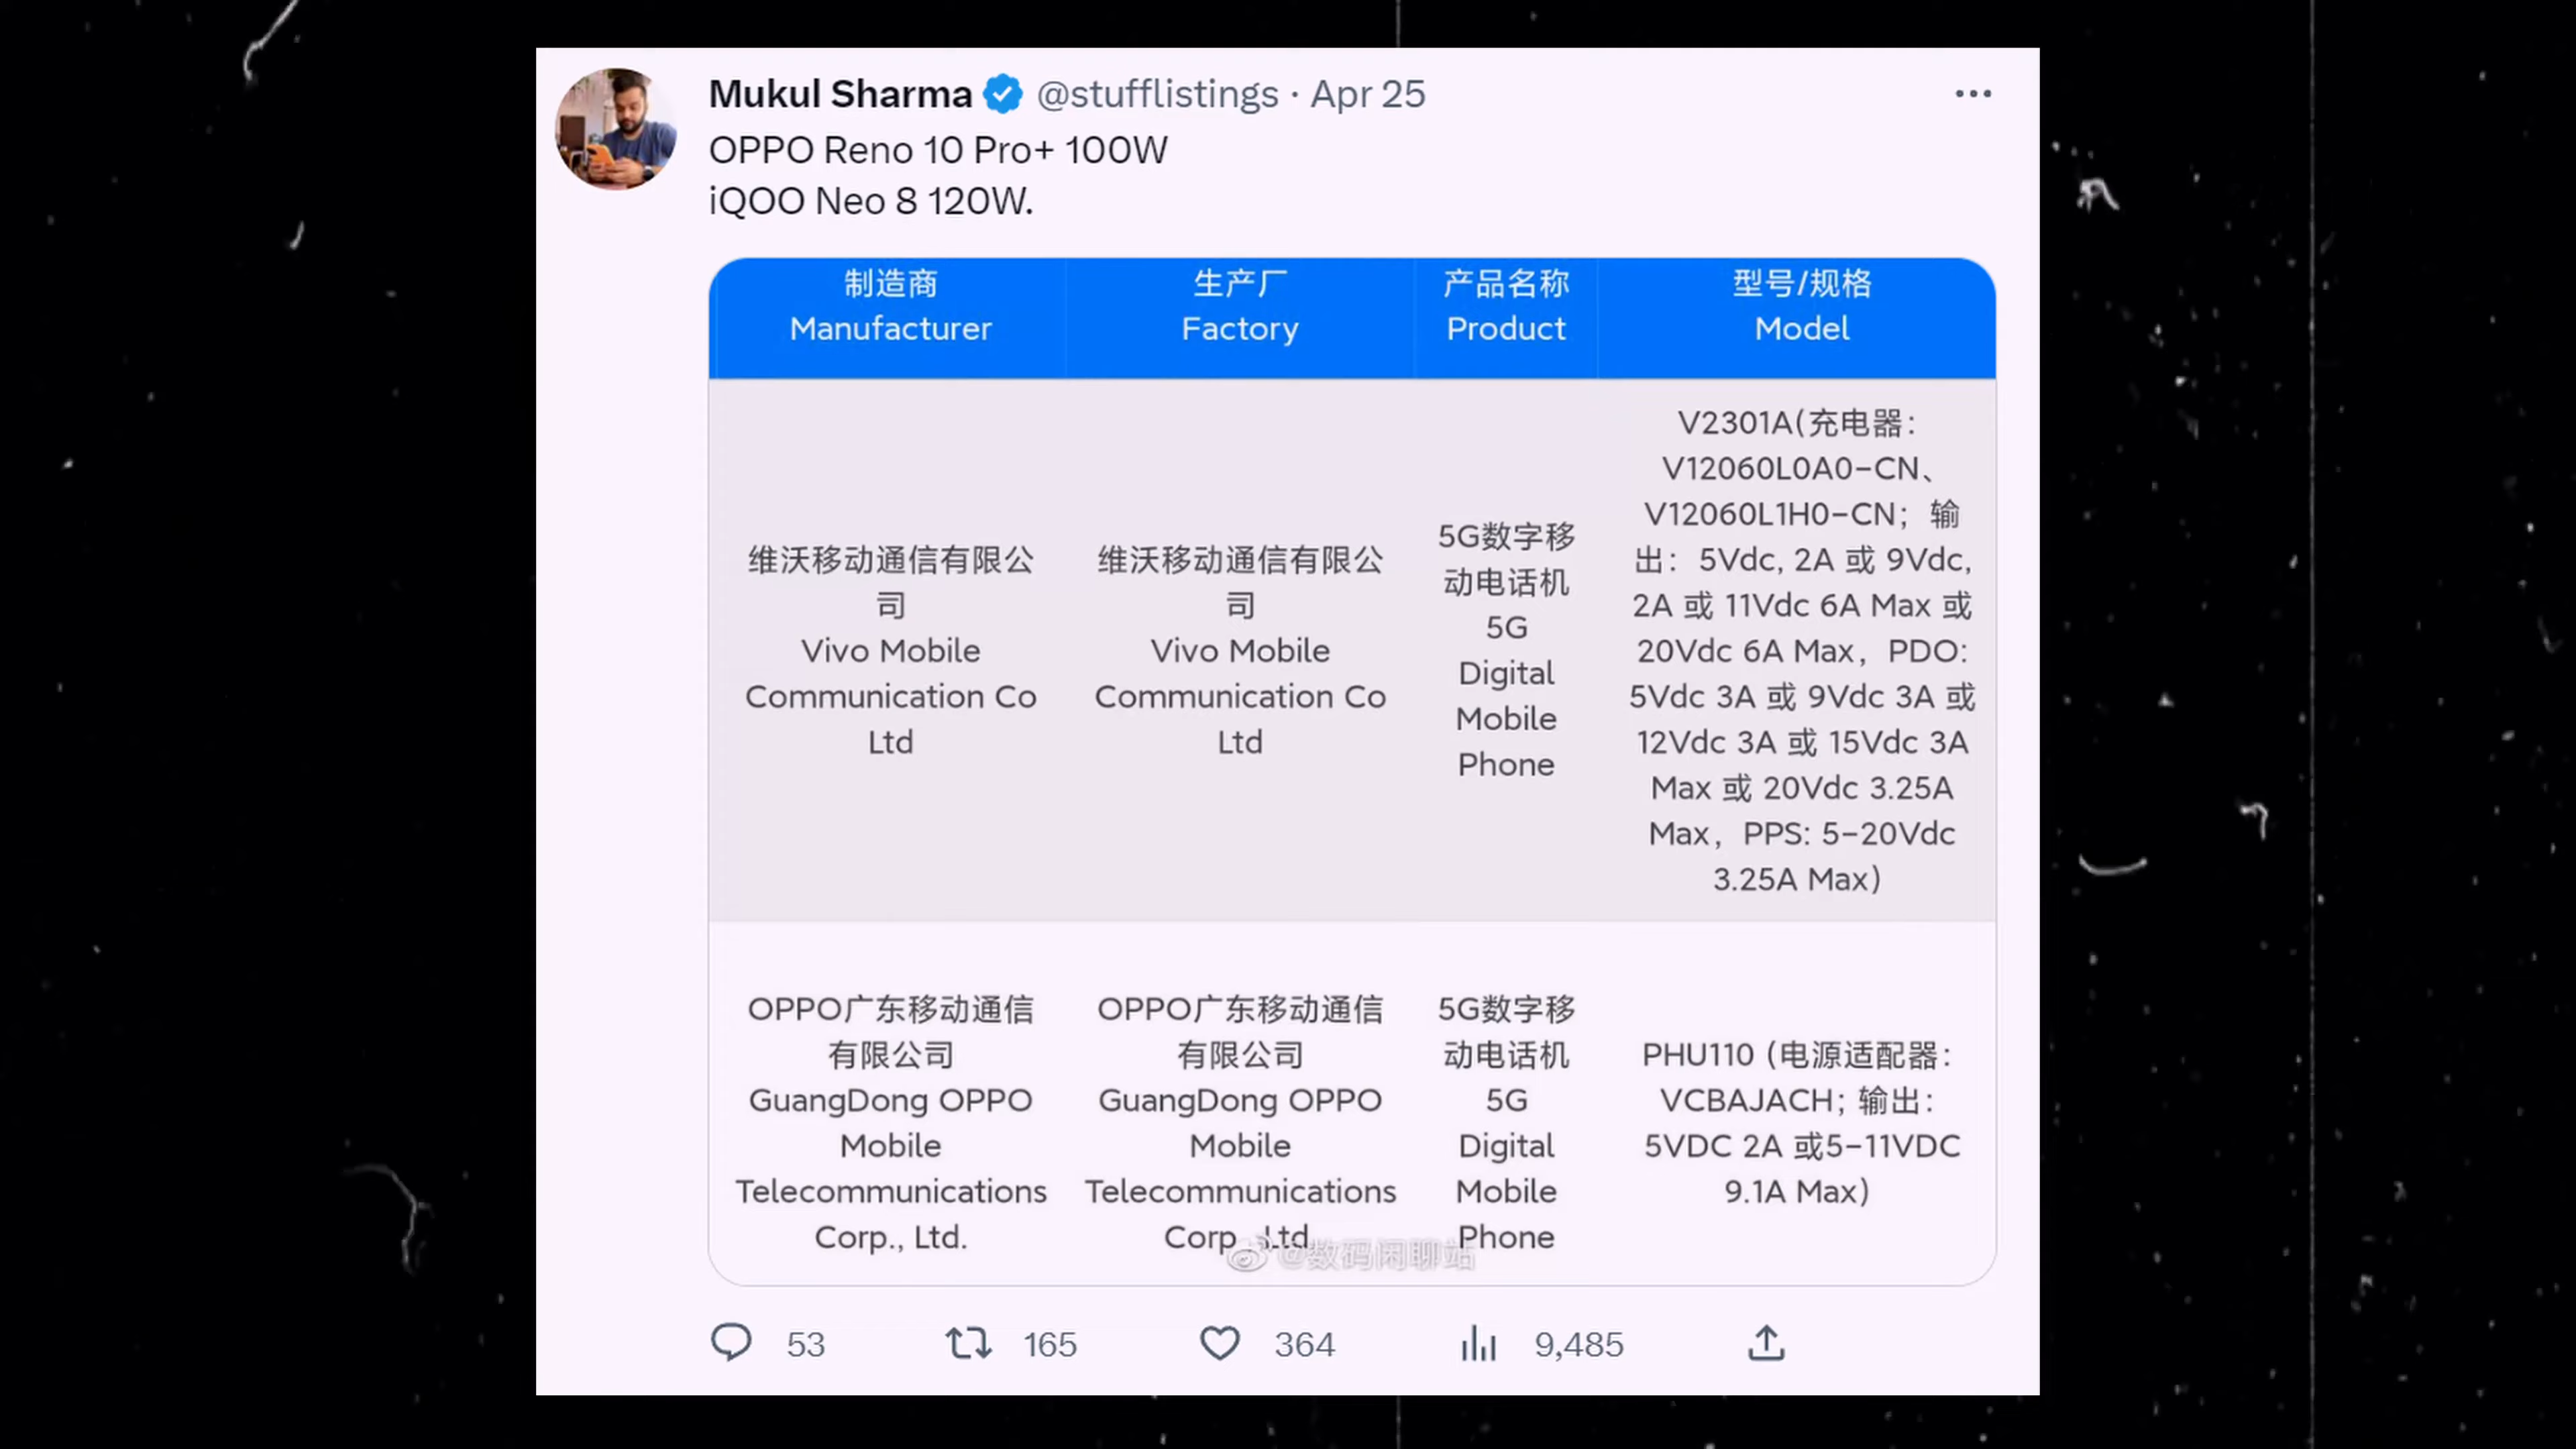 Mukul Sharma @stufflistings · Apr 25
OPPO Reno 10 Pro+ 100W
iQOO Neo 8 120W.
制造商
Manufacturer
生产厂
Factory
产品名称
Product
型号/规格
Model
维沃移动通信有限公
司
Vivo Mobile
Communication Co
Ltd
维沃移动通信有限公
司
Vivo Mobile
Communication Co
Ltd
5G数字移
动电话机
5G
Digital
Mobile
Phone
V2301A(充电器：
V12060L0A0-CN、
V12060L1H0-CN；输
出：5Vdc, 2A 或 9Vdc,
2A 或 11Vdc 6A Max 或
20Vdc 6A Max，PDO:
5Vdc 3A 或 9Vdc 3A 或
12Vdc 3A 或 15Vdc 3A
Max 或 20Vdc 3.25A
Max，PPS: 5-20Vdc
3.25A Max)
OPPO广东移动通信
有限公司
GuangDong OPPO
Mobile
Telecommunications
Corp., Ltd.
OPPO广东移动通信
有限公司
GuangDong OPPO
Mobile
Telecommunications
Corp., Ltd.
5G数字移
动电话机
5G
Digital
Mobile
Phone
PHU110 (电源适配器：
VCBAJACH; 输出：
5VDC 2A 或5-11VDC
9.1A Max)
@数码闲聊站
53 165 364 9,485